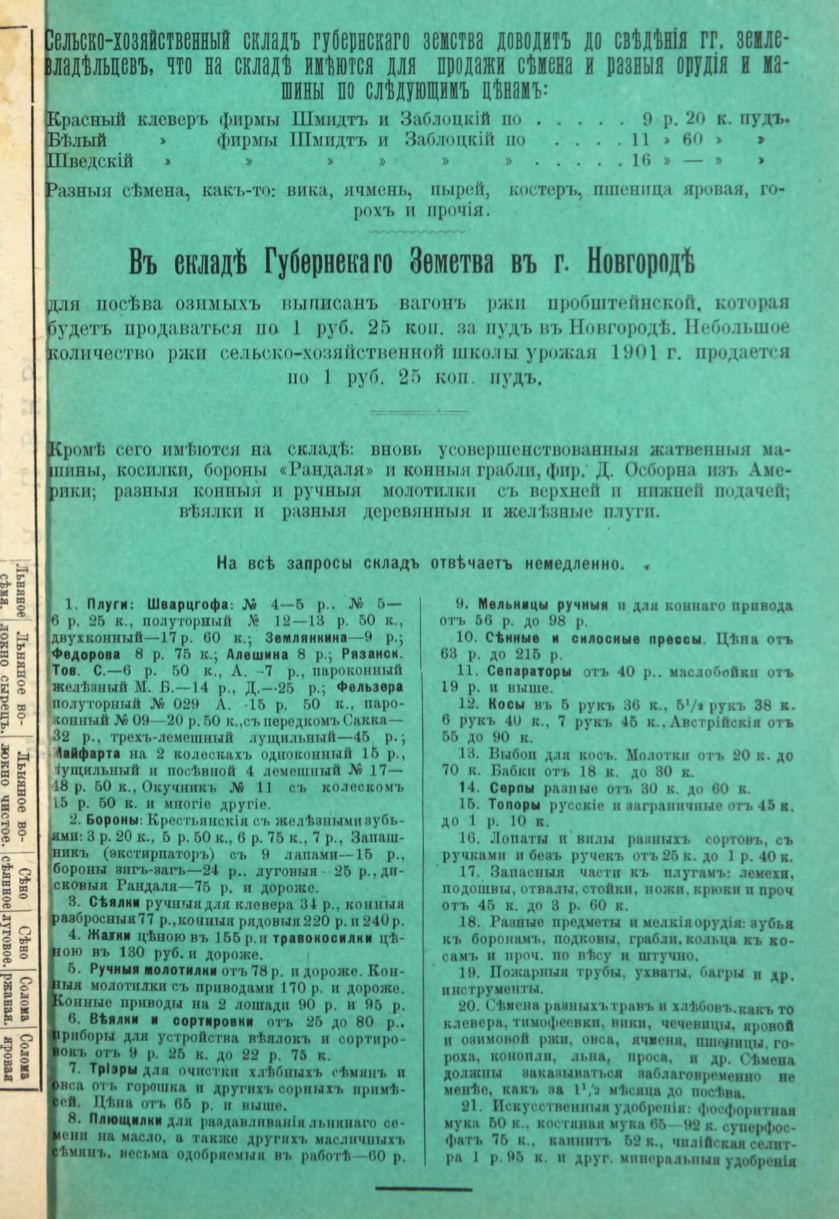 Сельско-хозяйственный складъ губернскаго земства доводитъ до свѣдѣнія гг. земле-
владѣльцевъ, что на складѣ имѣются для продажи сѣмена и разныя орудія и ма-
шины по слѣдующимъ цѣнамъ:
Красный клеверъ фирмы Шмидтъ и Заблоцкій по . . . . . 9 р. 20 к. пудъ.
Бѣлый » фирмы Шмидтъ и Заблоцкій по . . . . 11 » 60 » »
Шведскій » » » » » » . . . . . 16 » — » »
Разныя сѣмена, какъ-то: вика, ячмень, пырей, костеръ, пшеница яровая, го-
рохъ и прочія.
Въ складѣ Губернскаго Земства въ г. Новгородѣ
для посѣва озимыхъ выписанъ вагонъ ржи пробштейнской, которая
будетъ продаваться по 1 руб. 25 коп. за пудъ въ Новгородѣ. Небольшое
количество ржи сельско-хозяйственной школы урожая 1901 г. продается
по 1 руб. 25 коп. пудъ.
Кромѣ сего имѣются на складѣ: вновь усовершенствованныя жатвенныя ма-
шины, косилки, бороны «Рандаля» и конныя грабли, фир. Д. Осборна изъ Аме-
рики; разныя конныя и ручныя молотилки съ верхней и нижней подачей;
вѣялки и разныя деревянныя и желѣзные плуги.
На всѣ запросы складъ отвѣчаетъ немедленно.
1. Плуги: Шварцгофа: № 4—5 р.. № 5—
6 р. 25 к., полуторный № 12—13 р. 50 к.,
двухконный—17 р. 60 к.; Землянкина—9 р.;
Федорова 8 р. 75 к.; Алешина 8 р.; Рязанск.
Тов. С.—6 р. 50 к., А. -7 р., пароконный
желѣзный М. Б.—14 р., Д.—25 р.; Фельзера
полуторный № 029 А. -15 р. 50 к., паро-
конный № 09—20 р. 50 к., съ передкомъ Сакка—
32 р., трехъ-лемешный лущильный—45 р.;
Майфарта на 2 колескахъ одноконный 15 р.,
лущильный и посѣвной 4 лемешный № 17—
18 р. 50 к., Окучникъ № 11 съ колескомъ
15 р. 50 к. и многіе другіе.
2. Бороны: Крестьянскія съ желѣзными зубь-
ями: 3 р. 20 к., 5 р. 50 к., 6 р. 75 к., 7 р., Запаш-
никъ (экстирпаторъ) съ 9 лапами—15 р.,
бороны зигъ-загъ—24 р.. луговыя- 25 р., ди-
сковыя Рандаля—75 р. и дороже.
3. Сѣялки ручныя для клевера 34 р., конныя
разбросныя 77 р., конныя рядовыя 220 р. и 240 р.
4. Жатки цѣною въ 155 р. и травокосилки цѣ-
ною въ 130 руб. и дороже.
5. Ручныя молотилки отъ 78 р. и дороже. Кон-
ныя молотилки съ приводами 170 р. и дороже.
Конные приводы на 2 лошади 90 р. и 95 р.
6. Вѣялки и сортировки отъ 25 до 80 р..
приборы для устройства вѣялокъ и сортиро-
вокъ отъ 9 р. 25 к. до 22 р. 75 к.
7. Тріэры для очистки хлѣбныхъ сѣмянъ и
овса отъ горошка и другихъ сорныхъ примѣ-
сей. Цѣна отъ 65 р. и выше.
8. Плющилки для раздавливанія льнянаго се-
мени на масло, а также другихъ масличныхъ
сѣмянъ, весьма одобряемыя въ работѣ—60 р.
9. Мельницы ручныя и для коннаго привода
отъ 56 р. до 98 р.
10. Сѣнные и силосные прессы. Цѣна отъ
63 р. до 215 р.
11. Сепараторы отъ 40 р.. маслобойки отъ
19 р. и выше.
12. Косы въ 5 рукъ 36 к., 5½ рукъ 38 к.
6 рукъ 40 к., 7 рукъ 45 к., Австрійскія отъ
55 до 90 к.
13. Выбои для косъ. Молотки отъ 20 к. до
70 к. Бабки отъ 18 к. до 30 к.
14. Серпы разные отъ 30 к. до 60 к.
15. Топоры русскіе и заграничные отъ 45 к.
до 1 р. 10 к.
16. Лопаты и вилы разныхъ сортовъ, съ
ручками и безъ ручекъ отъ 25 к. до 1 р. 40 к.
17. Запасныя части къ плугамъ: лемехи,
подошвы, отвалы, стойки, ножи, крюки и проч
отъ 45 к. до 3 р. 60 к.
18. Разные предметы и мелкія орудія: зубья
къ боронамъ, подковы, грабли, кольца къ ко-
самъ и проч. по вѣсу и штучно.
19. Пожарныя трубы, ухваты, багры и др.
инструменты.
20. Сѣмена разныхъ травъ и хлѣбовъ. какъ то
клевера, тимофеевки, вики, чечевицы, яровой
и озимовой ржи, овса, ячменя, пшеницы, го-
роха, конопли, льна, проса, и др. Сѣмена
должны заказываться заблаговременно не
менѣе, какъ за 1½ мѣсяца до посѣва.
21. Искусственныя удобренія: фосфоритная
мука 50 к., костяная мука 65—92 к. суперфос-
фатъ 75 к., каинитъ 52 к., чилійская селит-
ра 1 р. 95 к. и друг. минеральныя удобренія
Льняное
сѣмя.
Льняное во-
локно сырецъ.
Льняное во-
локно чистое.
Сѣно
сѣянное
Сѣно
луговое.
Солома
ржаная.
Солома
яровая